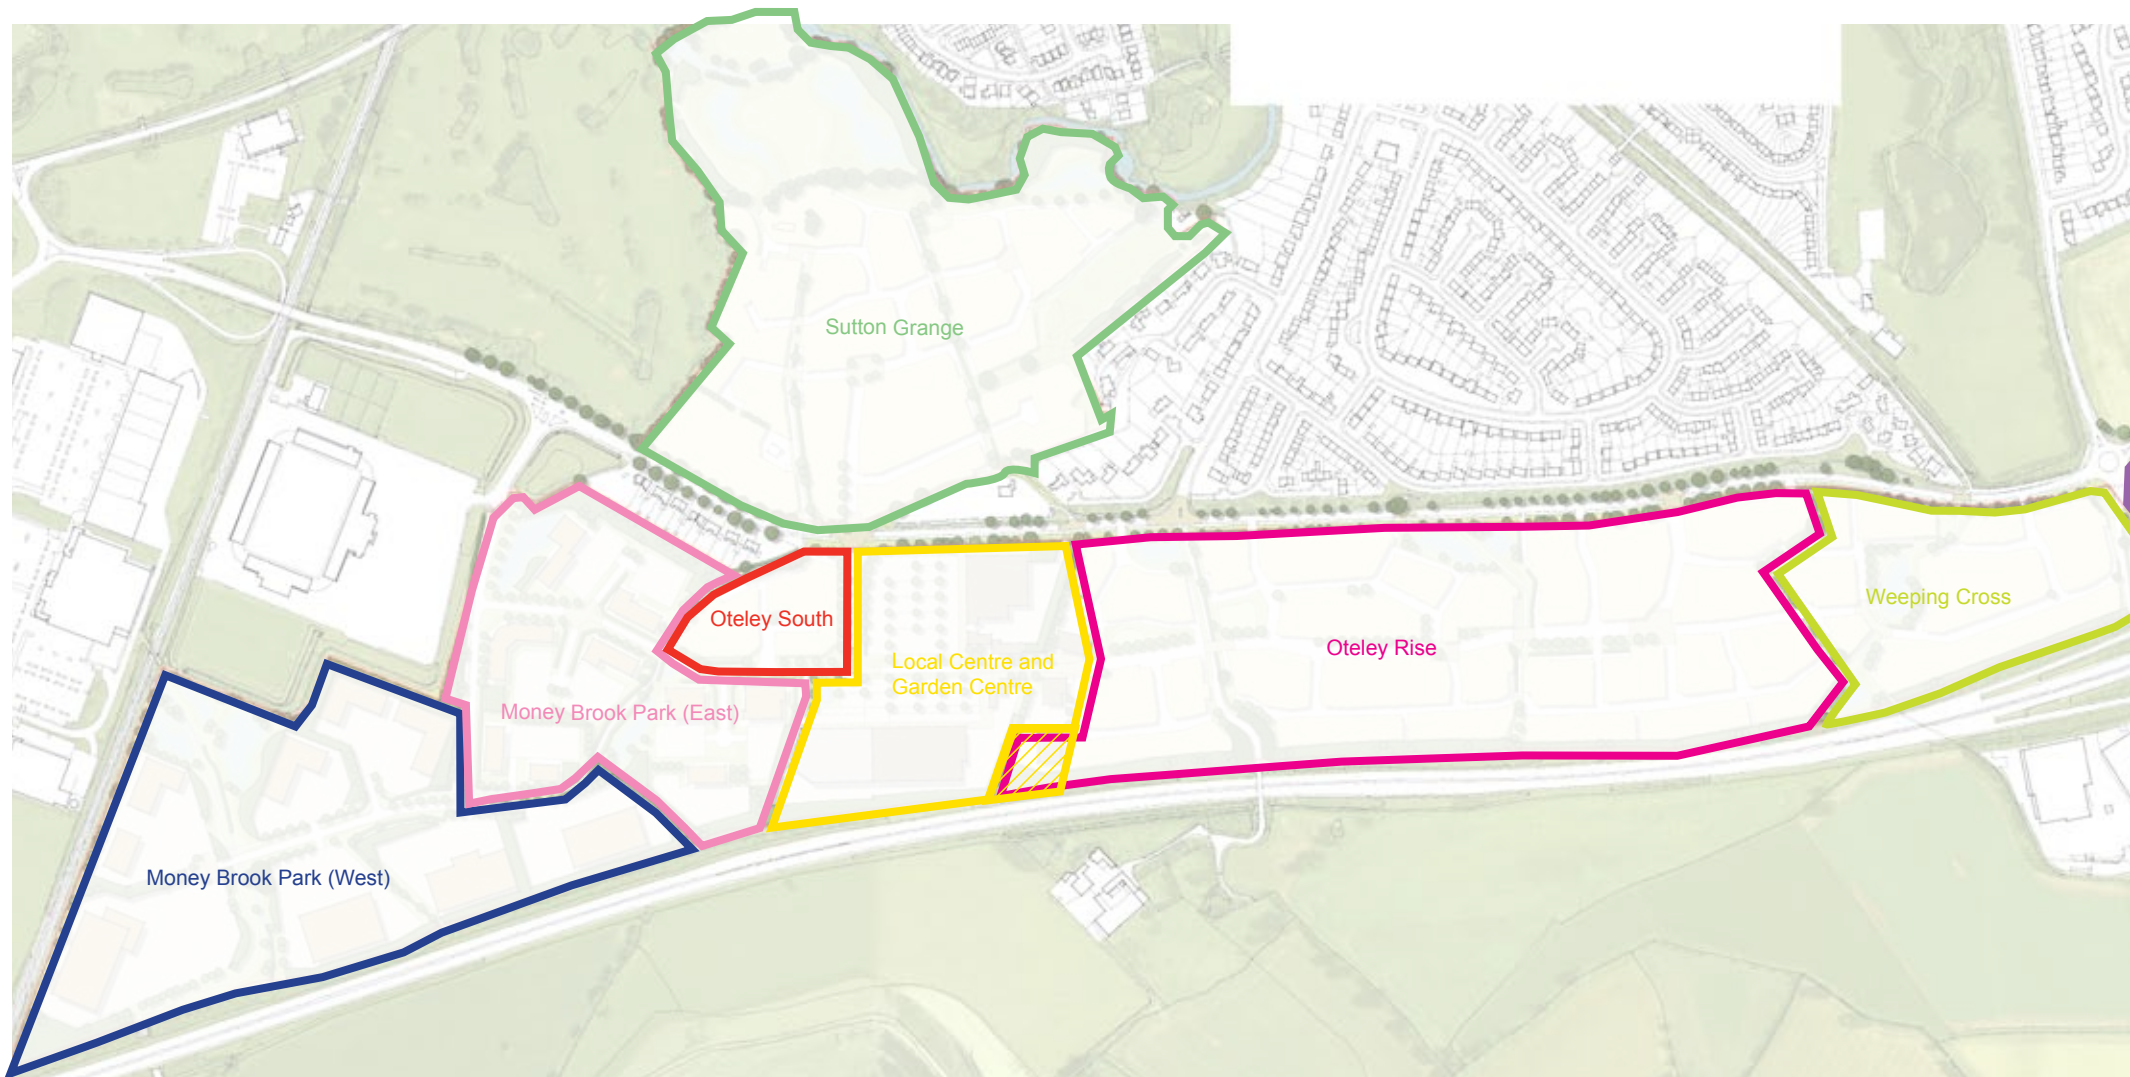 Sutton Grange
Weeping Cross
Oteley South
Oteley Rise
Local Centre and
Garden Centre
Money Brook Park (East)
Money Brook Park (West)